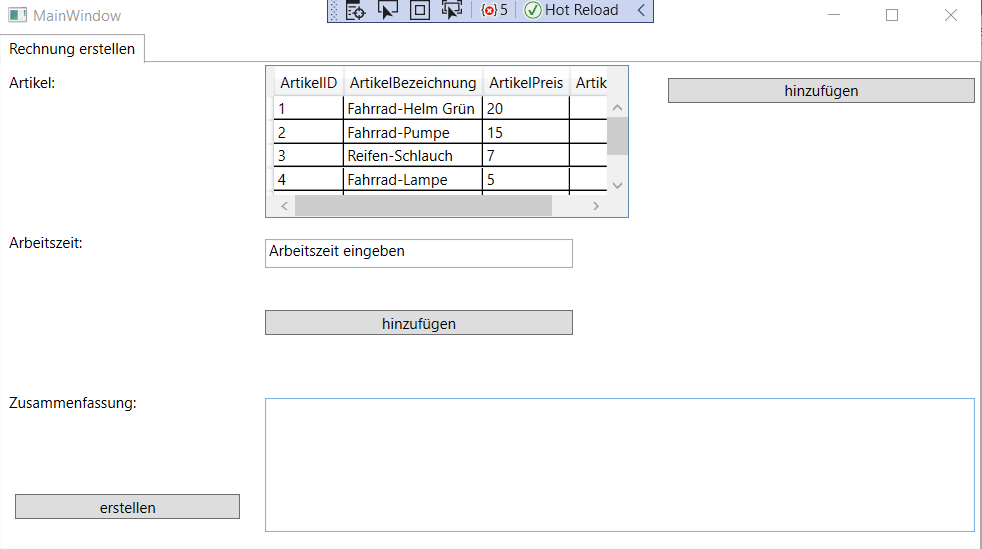 MainWindow
5 Hot Reload
Rechnung erstellen
Artikel:
ArtikelID ArtikelBezeichnung ArtikelPreis Artik
hinzufügen
1 Fahrrad-Helm Grün 20
2 Fahrrad-Pumpe 15
3 Reifen-Schlauch 7
4 Fahrrad-Lampe 5
Arbeitszeit:
Arbeitszeit eingeben
hinzufügen
Zusammenfassung:
erstellen